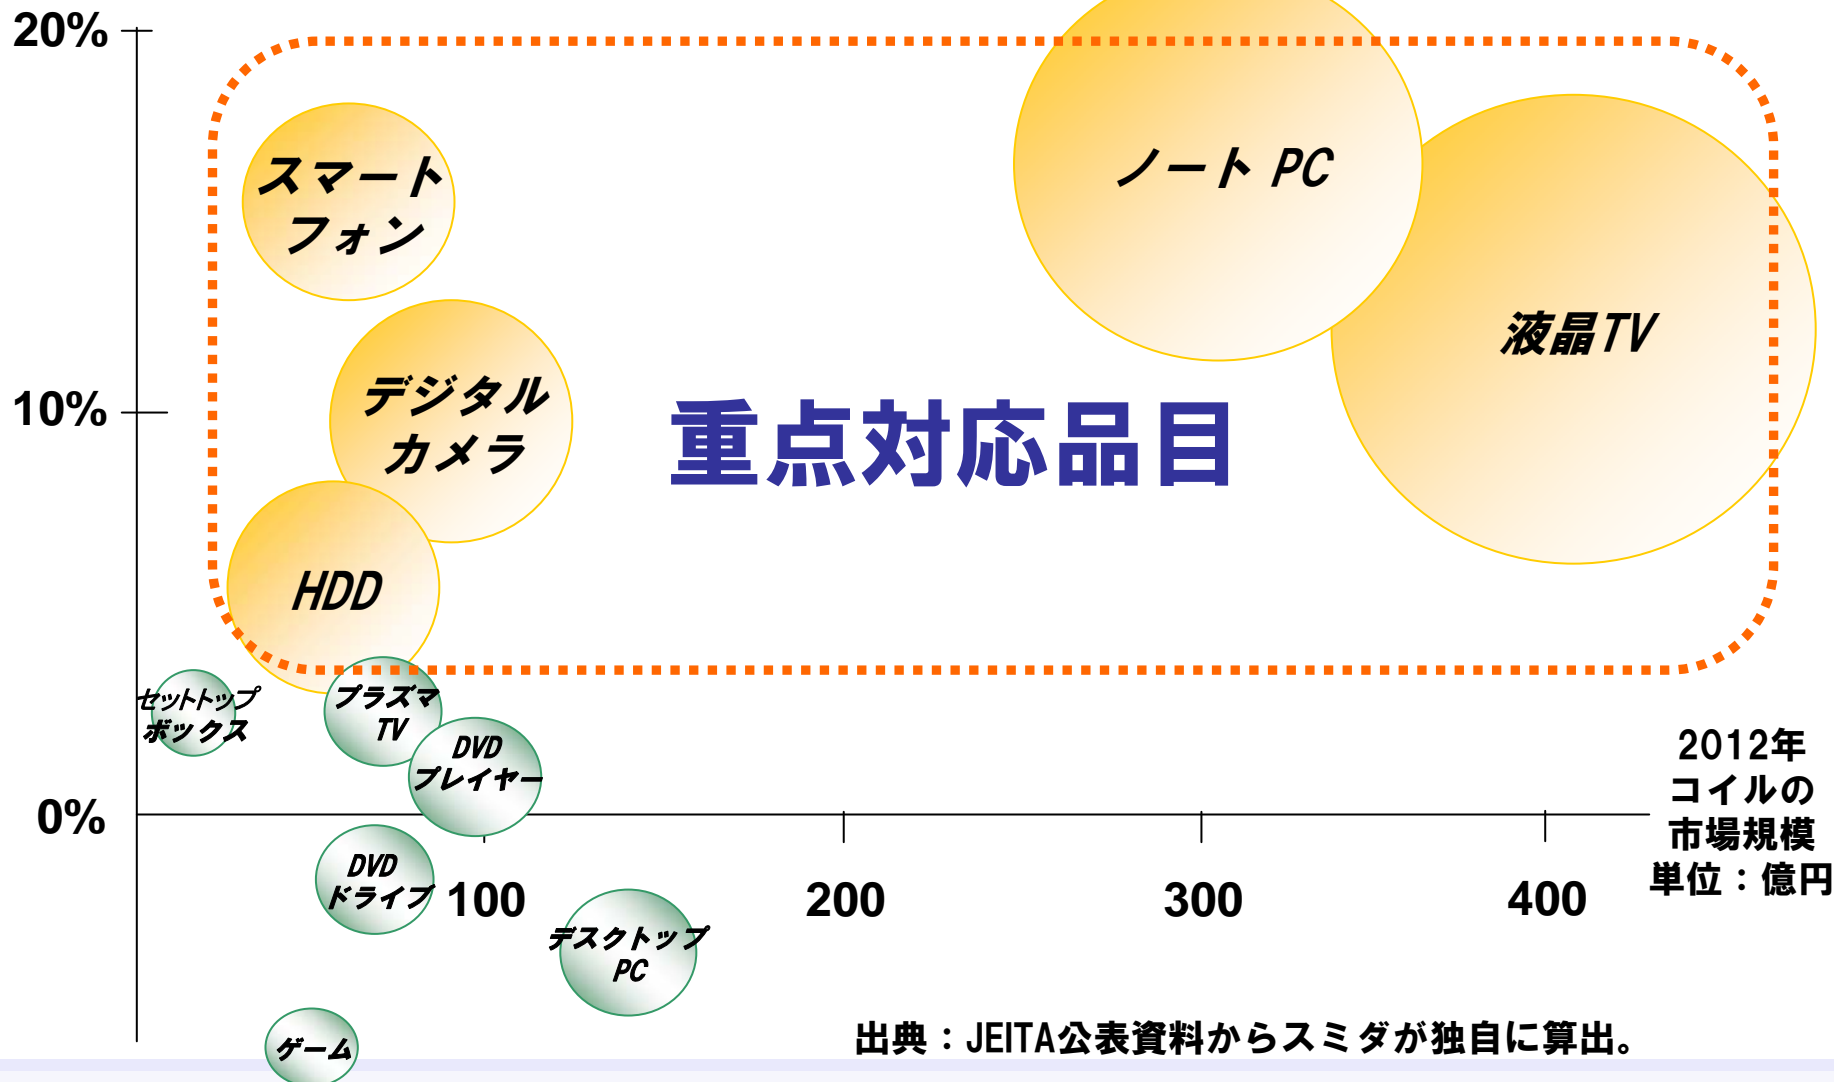 20%
スマート
フォン
ノート PC
液晶TV
10%
デジタル
カメラ
重点対応品目
HDD
セットトップ
ボックス
プラズマ
TV
DVD
プレイヤー
2012年
コイルの
市場規模
単位：億円
0%
DVD
ドライブ
100
200
300
400
デスクトップ
PC
ゲーム
出典：JEITA公表資料からスミダが独自に算出。